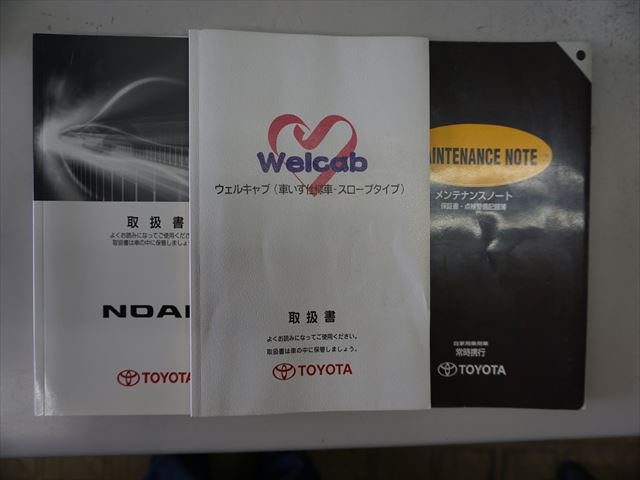 取扱書
よくお読みになってご使用くださ
取扱書は車の中に保管しましょう
NOA
TOYOTA
Welcab
ウェルキャブ(車いす仕様車-スロープタイプ)
取扱書
よくお読みになってご使用ください。
取扱書は車の中に保管しましょう。
TOYOTA
AINTENANCE NOTE
メンテナンスノート
保証書・点検整備記録簿
自家用乗用車
常時携行
TOYOTA